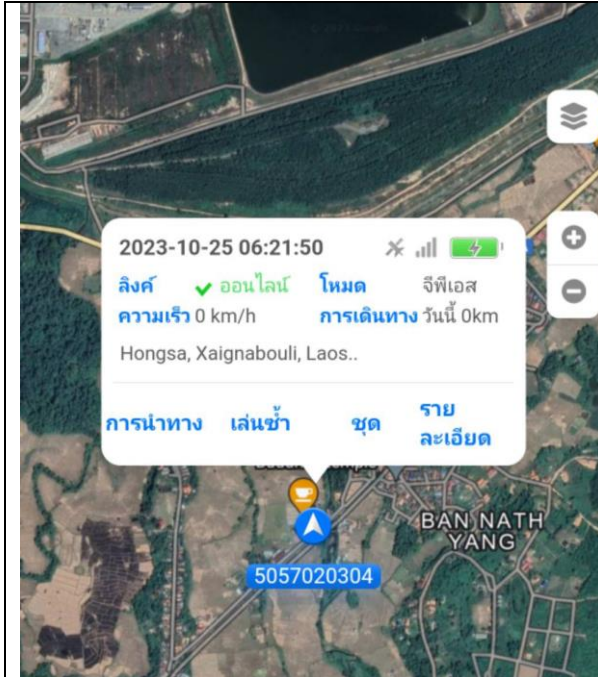 2023-10-25 06:21:50
ลิงค์ ออนไลน์ โหมด จีพีเอส
ความเร็ว 0 km/h การเดินทาง วันนี้ 0km
Hongsa, Xaignabouli, Laos..
การนำทาง เล่นซ้ำ ชุด ราย
ละเอียด
BAN NATH
YANG
5057020304